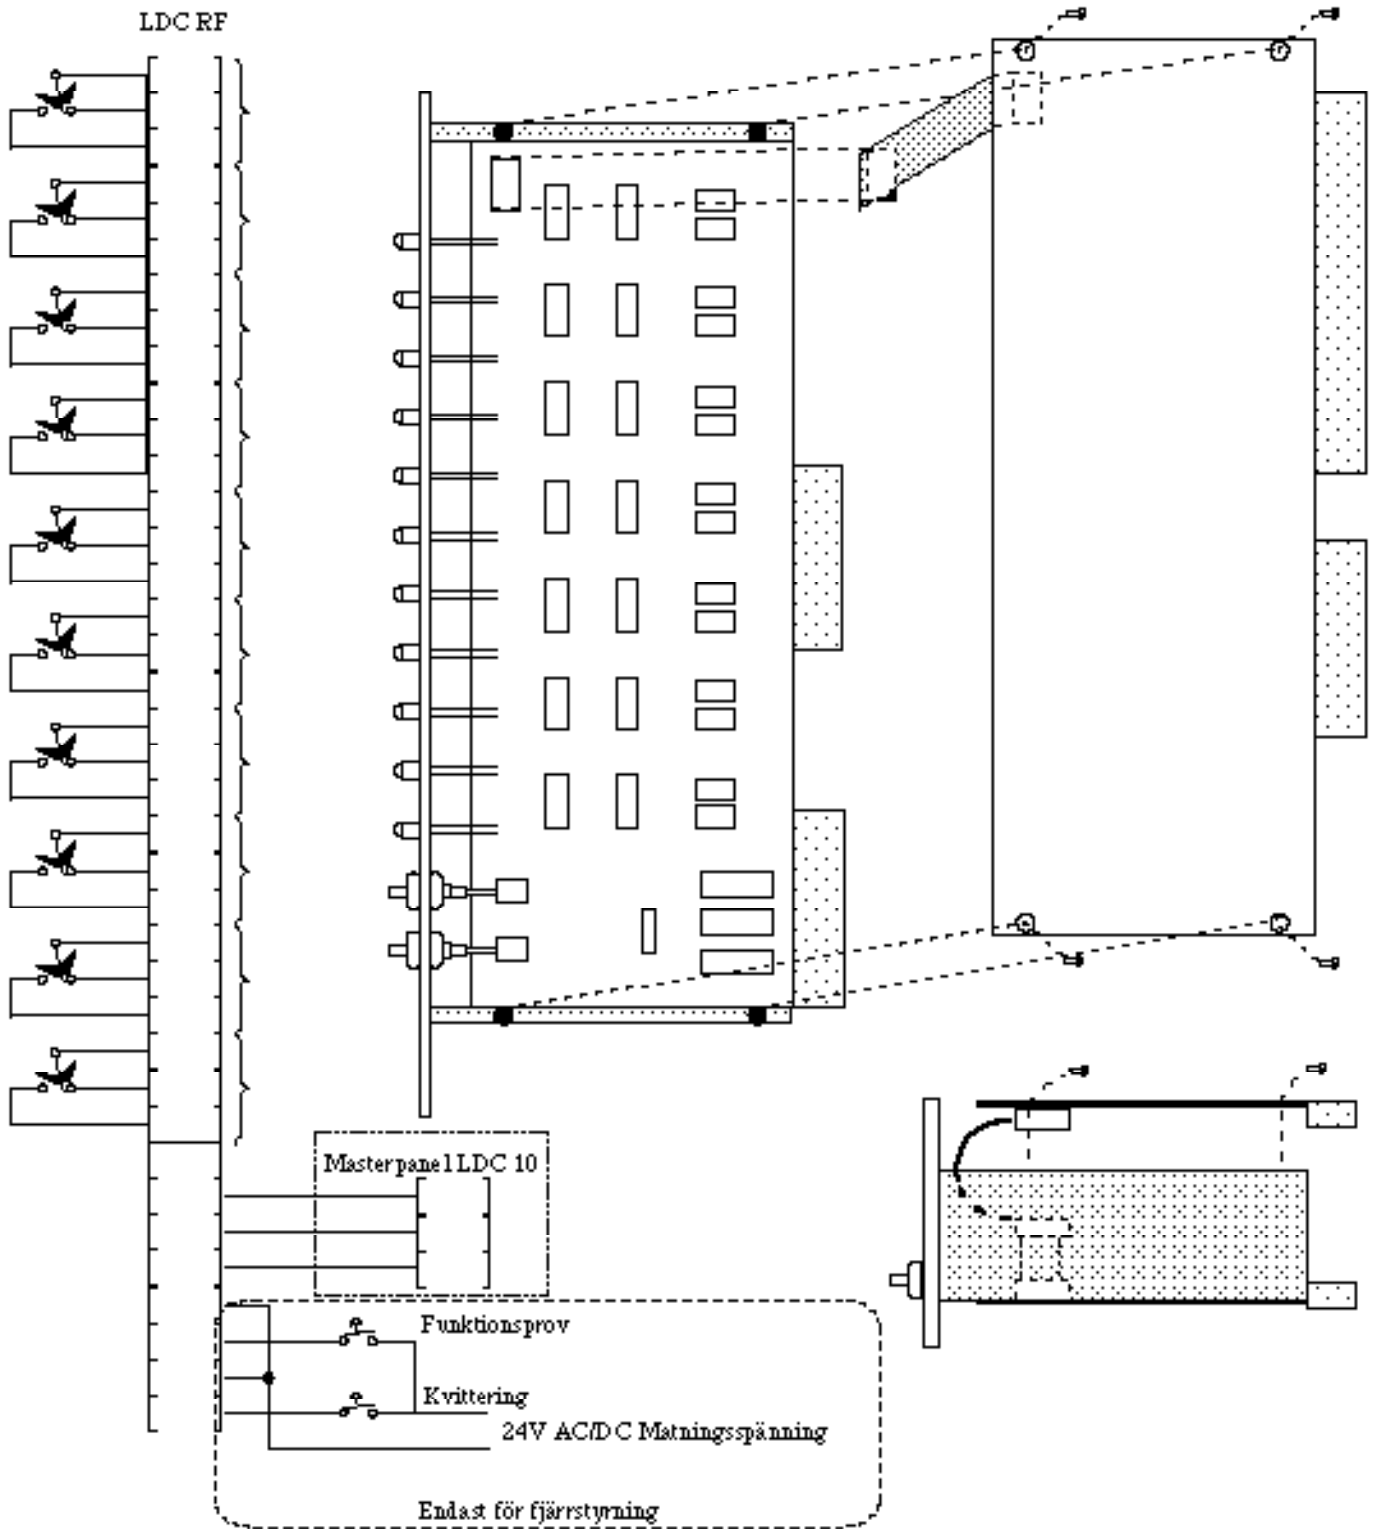 LDC RF
Masterpanel LDC 10
Funktionsprov
Kvittering
24V AC/DC Matningsspänning
Endast för fjärrstyrning